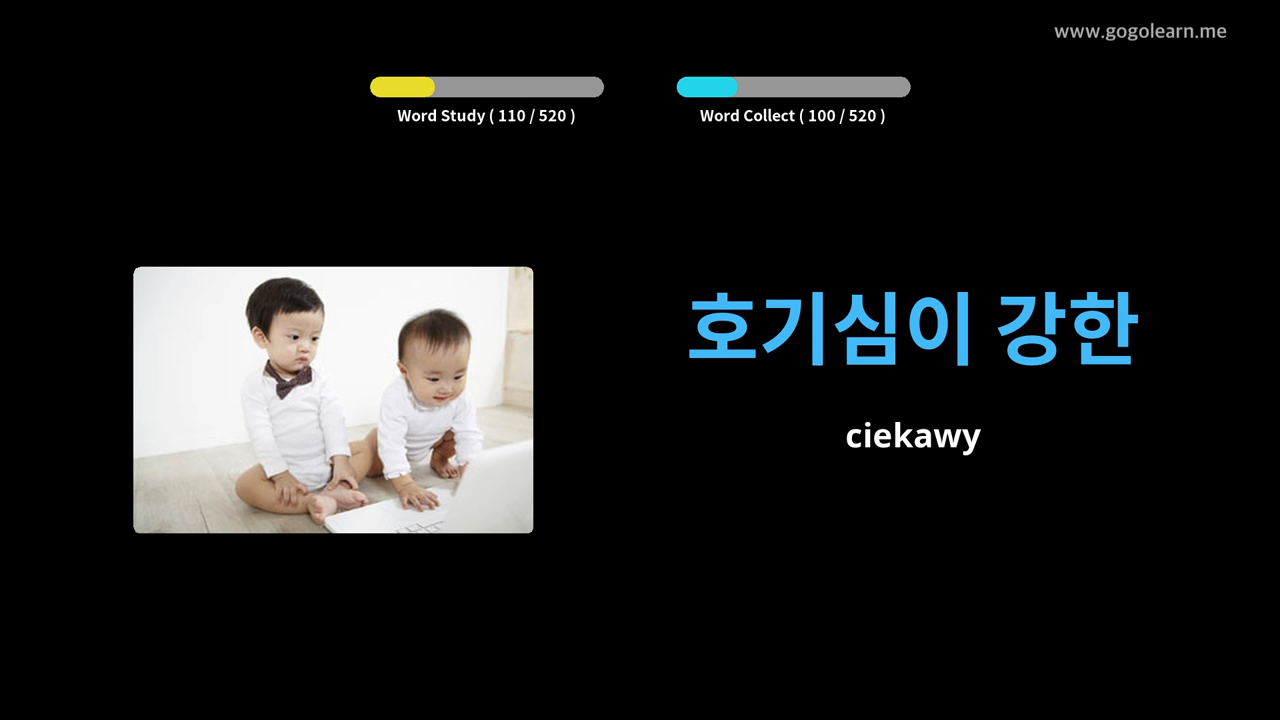 www.gogolearn.me
Word Study ( 110 / 520 )
Word Collect ( 100 / 520 )
호기심이 강한
ciekawy